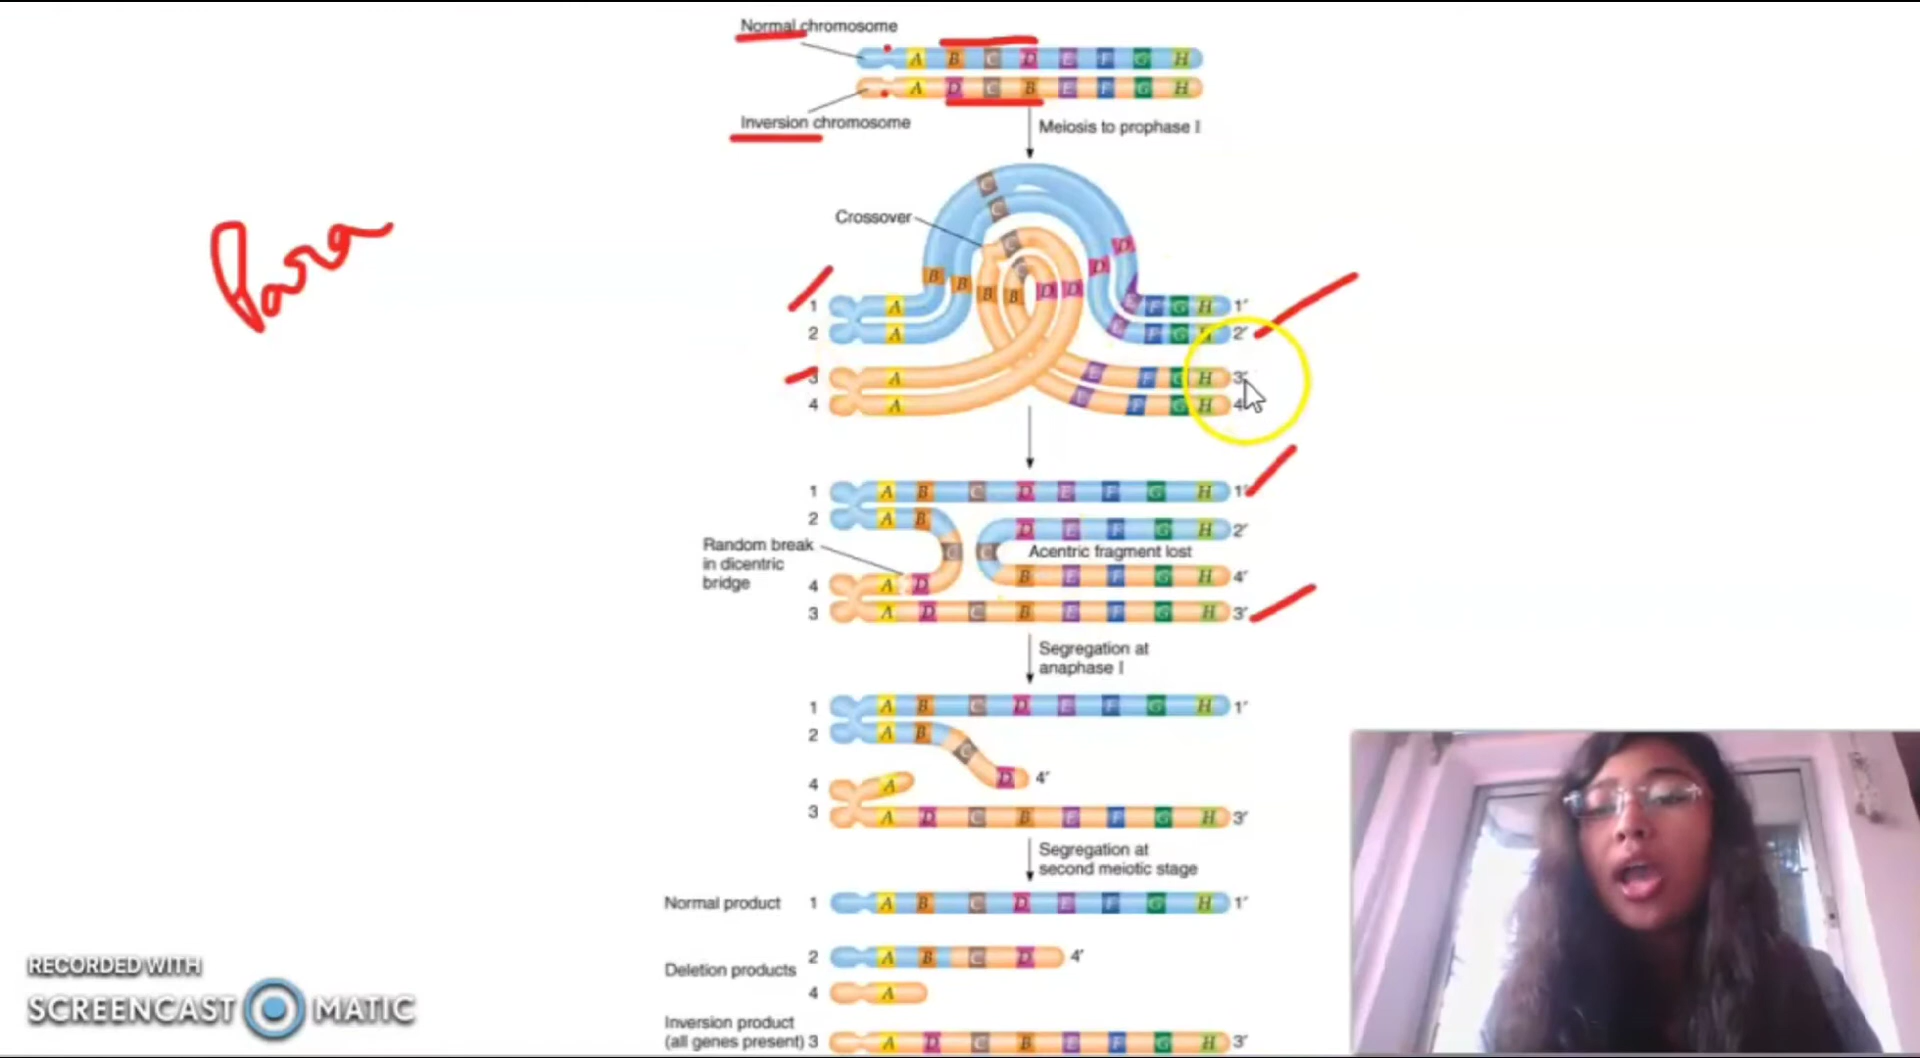 Normal chromosome
A B C D E F G H
A D C B E F G H
Inversion chromosome
Meiosis to prophase I
Para
Crossover
C
C
C
C
D
D
B B B B D D
1 A E F G H 1′
2 A E F G H 2′
3 A E F G H 3′
4 A E F G H 4
1 A B C D E F G H 1′
2 A B D E F G H 2′
Random break
in dicentric
bridge
C C Acentric fragment lost
4 A D B E F G H 4′
3 A D C B E F G H 3′
Segregation at
anaphase I
1 A B C D E F G H 1′
2 A B
C
D 4′
4 A
3 A D C B E F G H 3′
Segregation at
second meiotic stage
Normal product 1 A B C D E F G H 1′
Deletion products
2 A B C D 4′
4 A
Inversion product
(all genes present) 3 A D C B E F G H 3′
RECORDED WITH
SCREENCAST MATIC